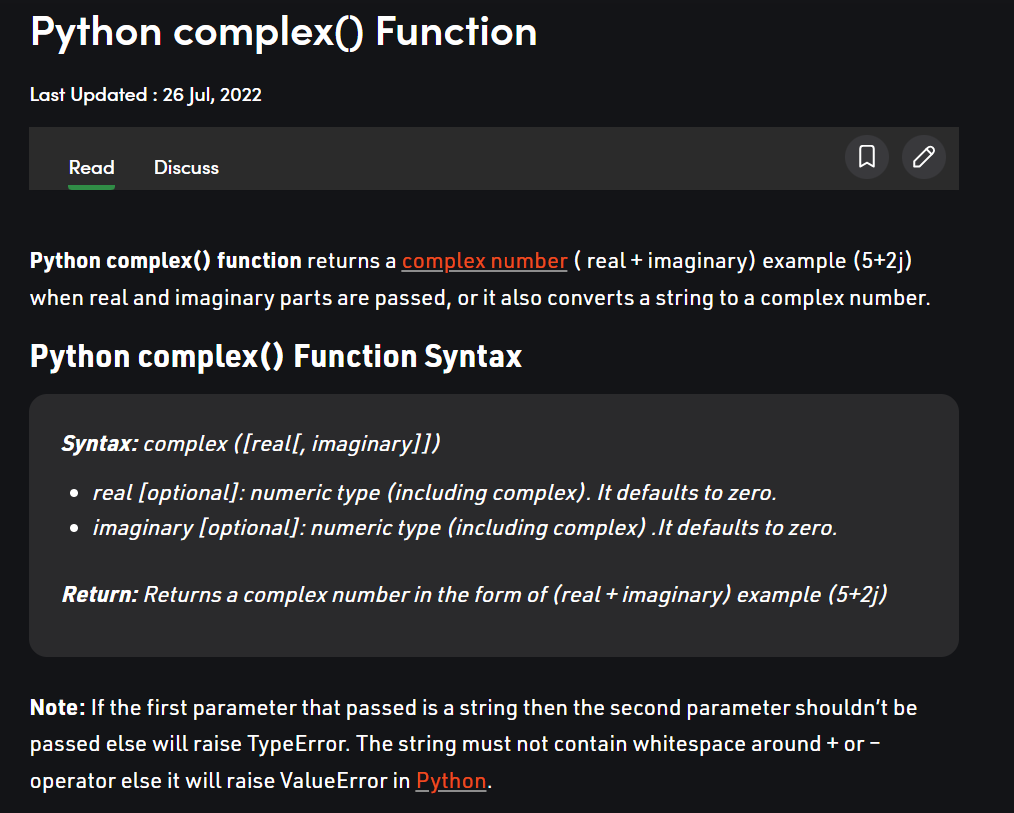 Python complex() Function
Last Updated : 26 Jul, 2022
Read Discuss
Python complex() function returns a complex number ( real + imaginary) example (5+2j)
when real and imaginary parts are passed, or it also converts a string to a complex number.
Python complex() Function Syntax
Syntax: complex ([real[, imaginary]])
• real [optional]: numeric type (including complex). It defaults to zero.
• imaginary [optional]: numeric type (including complex) .It defaults to zero.
Return: Returns a complex number in the form of (real + imaginary) example (5+2j)
Note: If the first parameter that passed is a string then the second parameter shouldn’t be
passed else will raise TypeError. The string must not contain whitespace around + or –
operator else it will raise ValueError in Python.